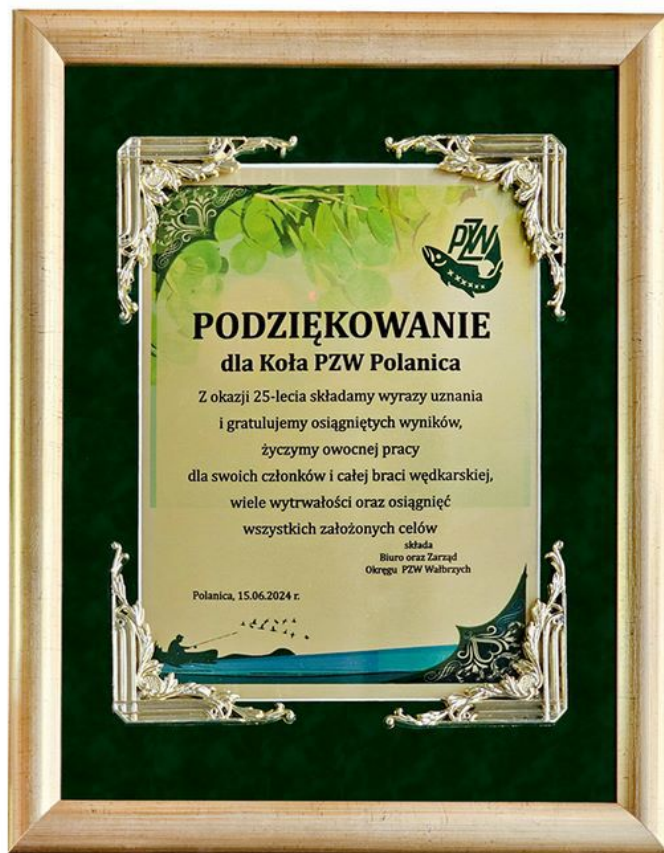 PZW
PODZIĘKOWANIE
dla Koła PZW Polanica
Z okazji 25-lecia składamy wyrazy uznania
i gratulujemy osiągniętych wyników,
życzymy owocnej pracy
dla swoich członków i całej braci wędkarskiej,
wiele wytrwałości oraz osiągnięć
wszystkich założonych celów
składa
Biuro oraz Zarząd
Okręgu PZW Wałbrzych
Polanica, 15.06.2024 r.